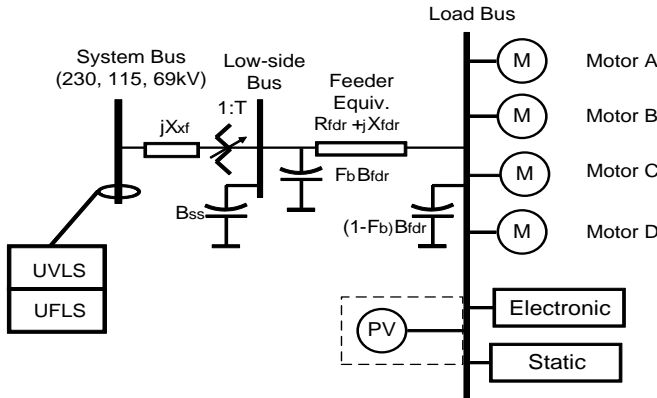 Load Bus
System Bus
(230, 115, 69kV)
Low-side
Bus
Feeder
Equiv.
Rfdr +jXfdr
jXxf
1:T
M
Motor A
M
Motor B
M
Motor C
M
Motor D
Bss
FbBfdr
(1-Fb)Bfdr
UVLS
UFLS
PV
Electronic
Static